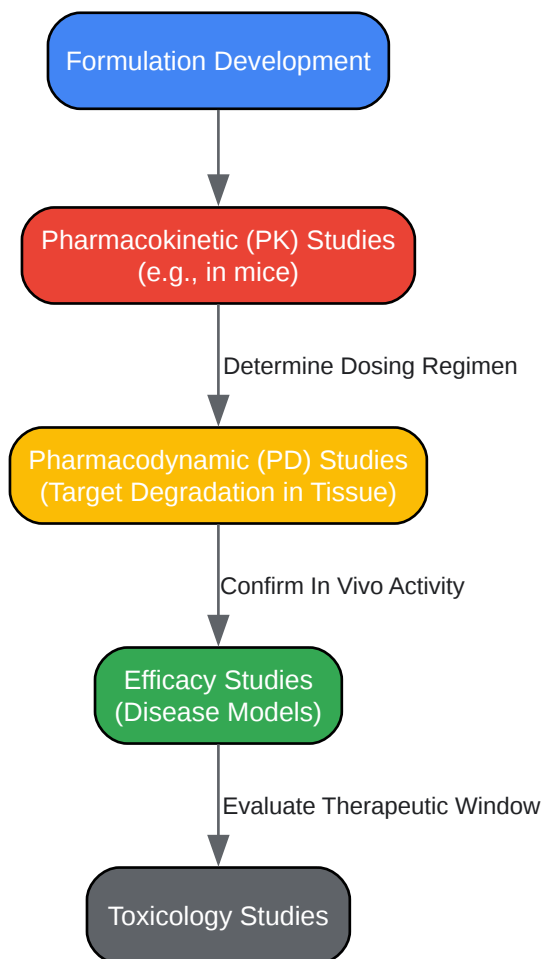 Formulation Development
Pharmacokinetic (PK) Studies
(e.g., in mice)
Determine Dosing Regimen
Pharmacodynamic (PD) Studies
(Target Degradation in Tissue)
Confirm In Vivo Activity
Efficacy Studies
(Disease Models)
Evaluate Therapeutic Window
Toxicology Studies